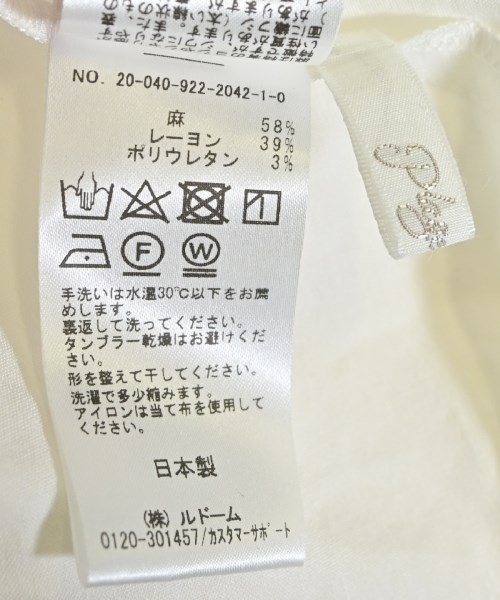 NO. 20-040-922-2042-1-0
麻 58%
レーヨン 39%
ポリウレタン 3%
F
W
手洗いは水温30℃以下をお薦
めします。
裏返して洗ってください。
タンブラー乾燥はお避けくだ
さい。
形を整えて干してください。
洗濯で多少縮みます。
アイロンは当て布を使用して
ください。
日本製
(株) ルドーム
0120-301457/カスタマーサポート